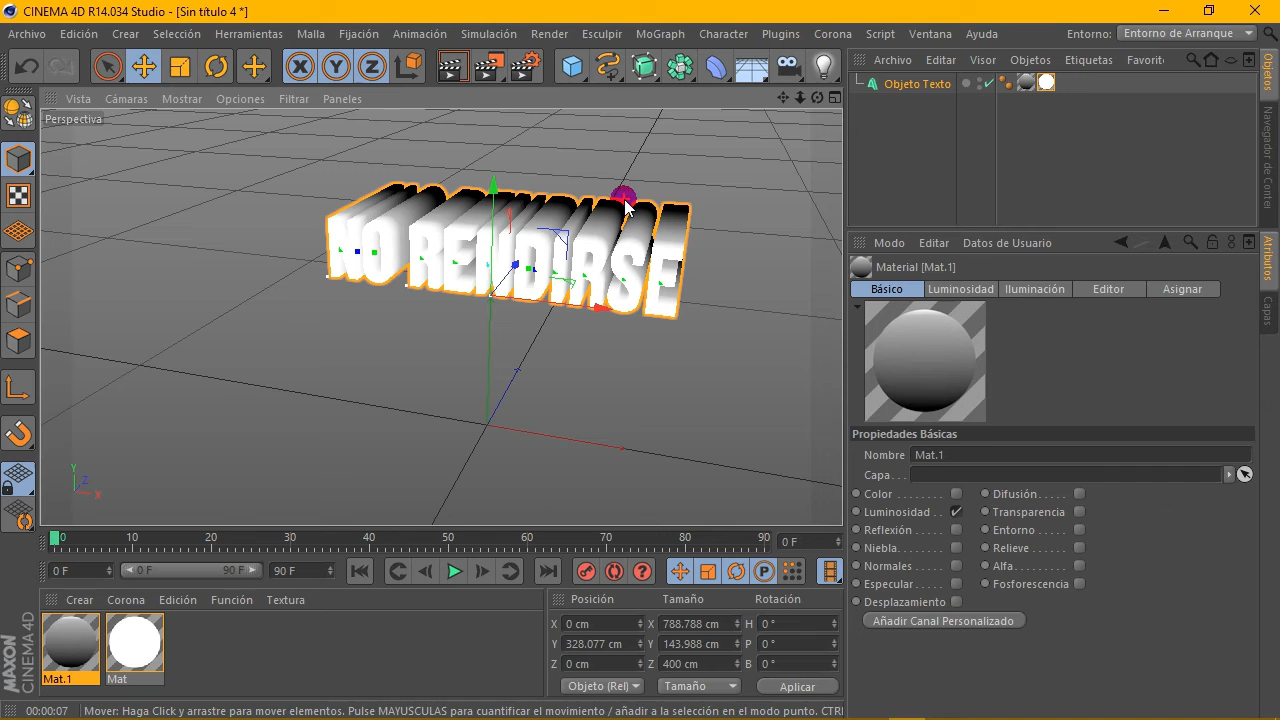 CINEMA 4D R14.034 Studio - [Sin título 4 *]
Archivo Edición Crear Selección Herramientas Malla Fijación Animación Simulación Render Esculpir MoGraph Character Plugins Corona Script Ventana Ayuda Entorno: Entorno de Arranque
X Y Z
Vista Cámaras Mostrar Opciones Filtrar Paneles
Archivo Editar Visor Objetos Etiquetas Favorit
Objeto Texto
Perspectiva
NO RENDIRSE
Y
Z
X
Objetos
Navegador de Conten
Atributos
Capas
Modo Editar Datos de Usuario
Material [Mat.1]
Básico Luminosidad Iluminación Editor Asignar
Propiedades Básicas
Nombre Mat.1
Capa. . .
Color . . . . . . . . Difusión. . . . .
Luminosidad . . Transparencia
Reflexión . . . . . Entorno . . . . .
Niebla. . . . . . . . Relieve . . . . . .
Normales . . . . . Alfa. . . . . . . . .
Especular . . . . . Fosforescencia
Desplazamiento
Añadir Canal Personalizado
0 10 20 30 40 50 60 70 80 90 0 F
0 F 0 F 90 F 90 F
P
Crear Corona Edición Función Textura
Mat.1 Mat
Posición Tamaño Rotación
X 0 cm X 788.788 cm H 0 °
Y 328.077 cm Y 143.988 cm P 0 °
Z 0 cm Z 400 cm B 0 °
Objeto (Rel) Tamaño Aplicar
MAXON
CINEMA 4D
00:00:07 Mover: Haga Click y arrastre para mover elementos. Pulse MAYUSCULAS para cuantificar el movimiento / añadir a la selección en el modo punto. CTRI